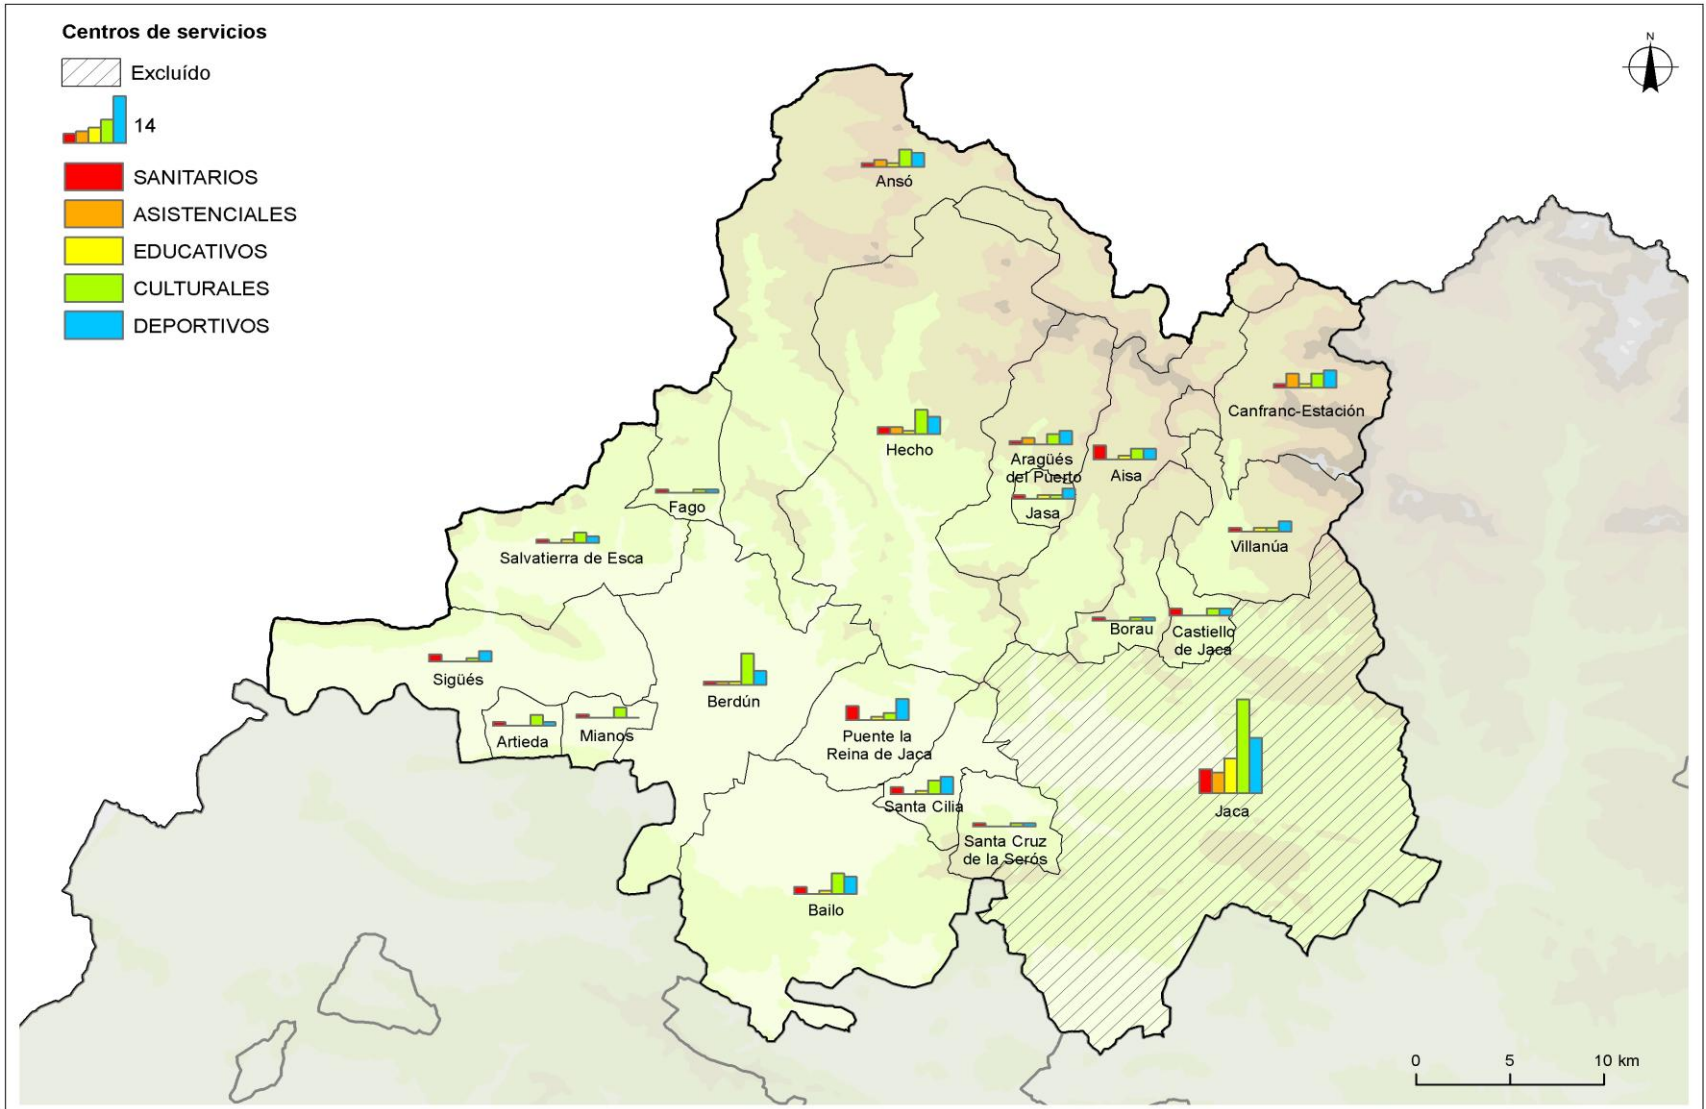 Centros de servicios
Excluído
14
SANITARIOS
ASISTENCIALES
EDUCATIVOS
CULTURALES
DEPORTIVOS
N
Ansó
Canfranc-Estación
Hecho
Aragüés
del Puerto
Aisa
Fago
Jasa
Villanúa
Salvatierra de Esca
Borau
Castiello
de Jaca
Sigüés
Berdún
Artieda
Mianos
Puente la
Reina de Jaca
Santa Cilia
Jaca
Santa Cruz
de la Serós
Bailo
0 5 10 km